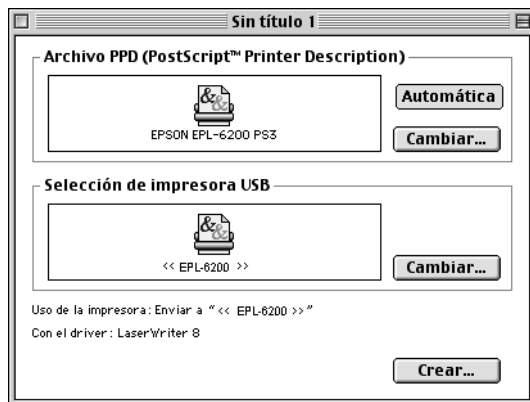 Sin título 1
Archivo PPD (PostScript™ Printer Description)
EPSON EPL-6200 PS3
Automática
Cambiar...
Selección de impresora USB
<< EPL-6200 >>
Cambiar...
Uso de la impresora: Enviar a "<< EPL-6200 >>"
Con el driver: LaserWriter 8
Crear...